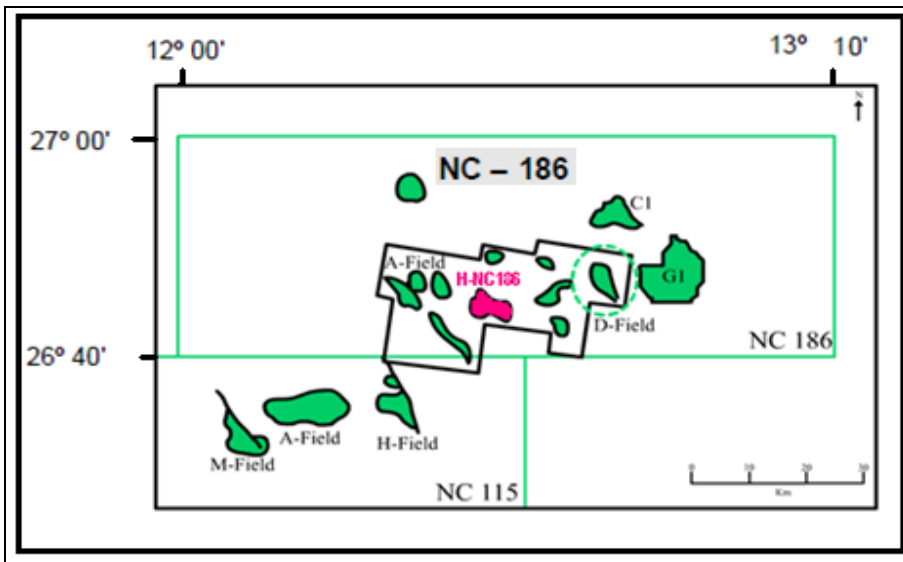 12º 00'
13º 10'
27º 00'
N
NC – 186
C1
A-Field
H-NC186
G1
D-Field
NC 186
26º 40'
A-Field
H-Field
M-Field
0 10 20 30
Km
NC 115